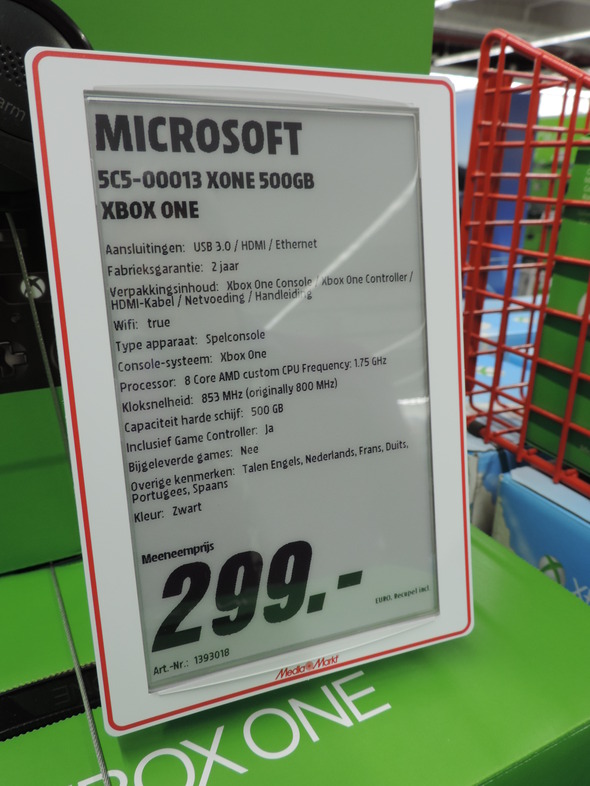 MICROSOFT
5C5-00013 XONE 500GB
XBOX ONE
Aansluitingen: USB 3.0 / HDMI / Ethernet
Fabrieksgarantie: 2 jaar
Verpakkingsinhoud: Xbox One Console / Xbox One Controller /
HDMI-Kabel / Netvoeding / Handleiding
Wifi: true
Type apparaat: Spelconsole
Console-systeem: Xbox One
Processor: 8 Core AMD custom CPU Frequency: 1.75 GHz
Kloksnelheid: 853 MHz (originally 800 MHz)
Capaciteit harde schijf: 500 GB
Inclusief Game Controller: Ja
Bijgeleverde games: Nee
Overige kenmerken: Talen Engels, Nederlands, Frans, Duits,
Portugees, Spaans
Kleur: Zwart
Meeneemprijs
299.-
EURO. Recupel incl.
Art.-Nr.: 1393018
Media Markt
XBOX ONE